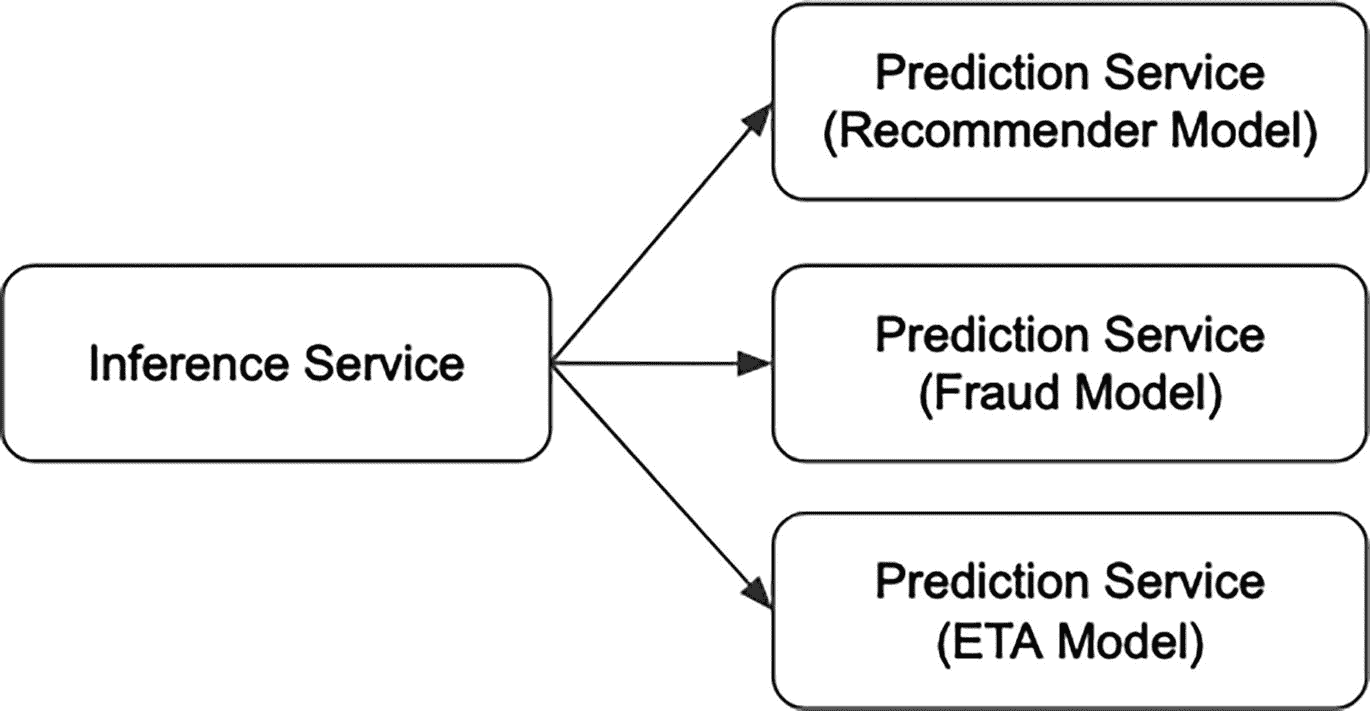 Inference Service
Prediction Service
(Recommender Model)
Prediction Service
(Fraud Model)
Prediction Service
(ETA Model)